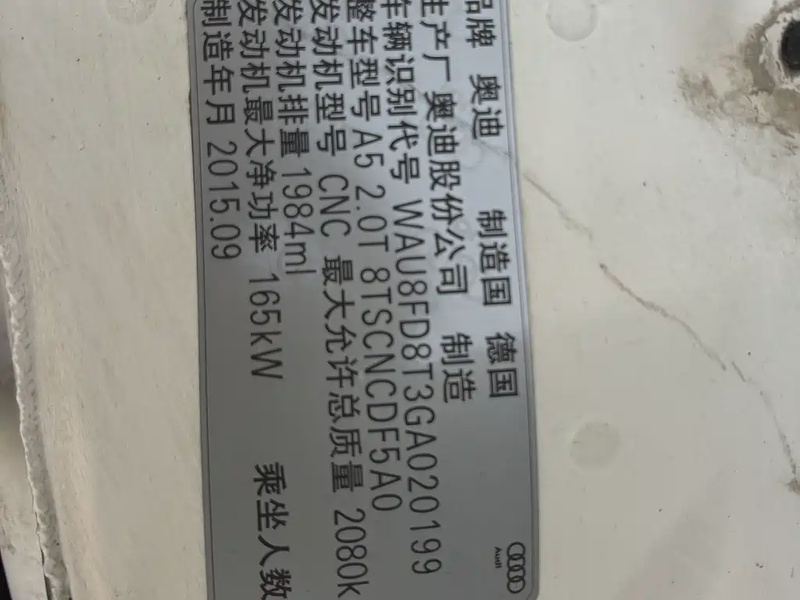 品牌 奥迪 制造国 德国
生产厂 奥迪股份公司 制造
车辆识别代号 WAU8FD8T3GA020199
整车型号 A5 2.0T 8TSCNCDF5A0
发动机型号 CNC 最大允许总质量 2080k
发动机排量 1984ml
发动机最大净功率 165kW 乘坐人数
制造年月 2015.09
Audi